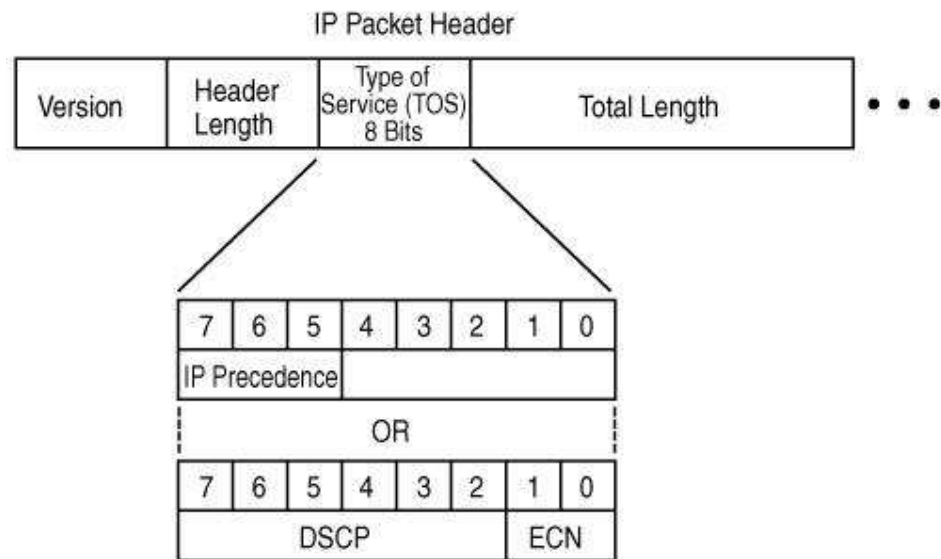 IP Packet Header
Version
Header
Length
Type of
Service (TOS)
8 Bits
Total Length
7 6 5 4 3 2 1 0
IP Precedence
OR
7 6 5 4 3 2 1 0
DSCP ECN